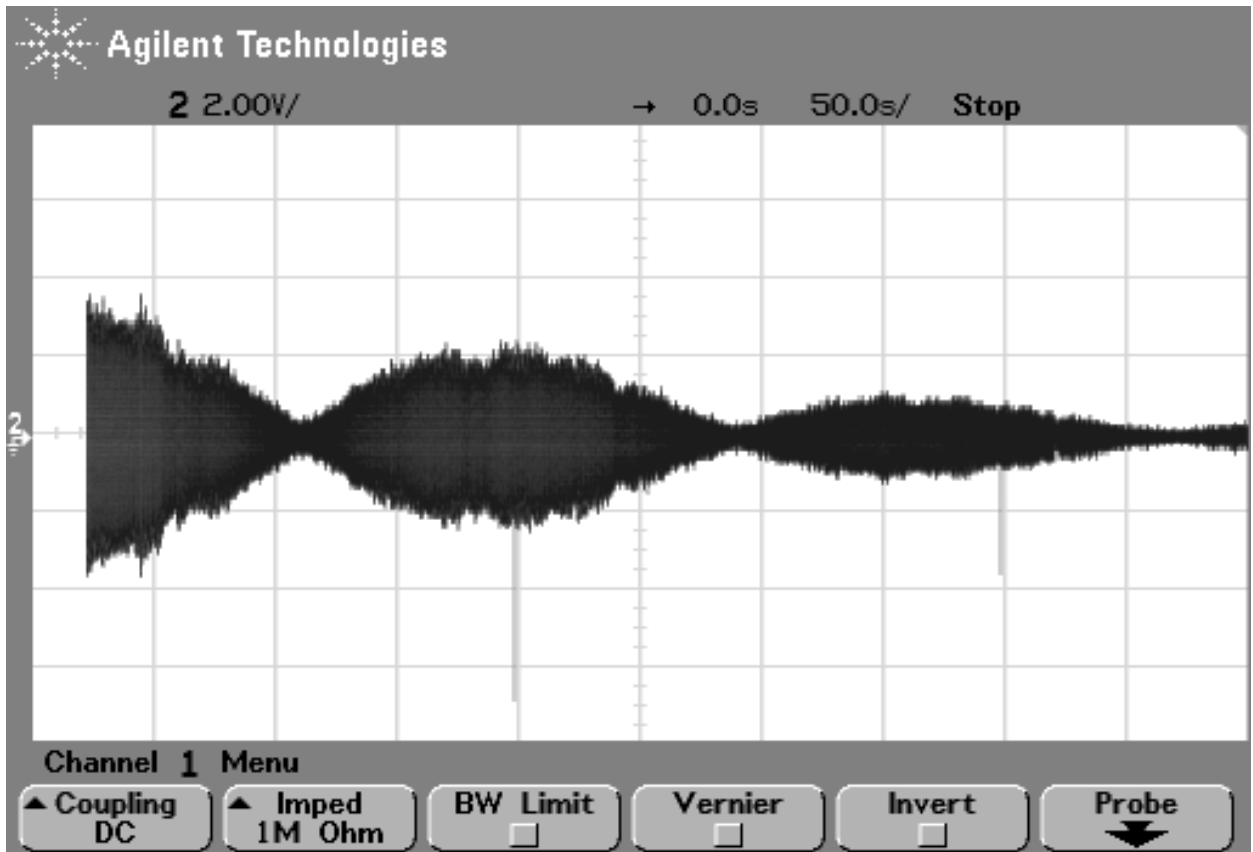 Agilent Technologies
2 2.00V/ → 0.0s 50.0s/ Stop
2
Channel 1 Menu
Coupling Imped BW Limit Vernier Invert Probe
DC 1M Ohm